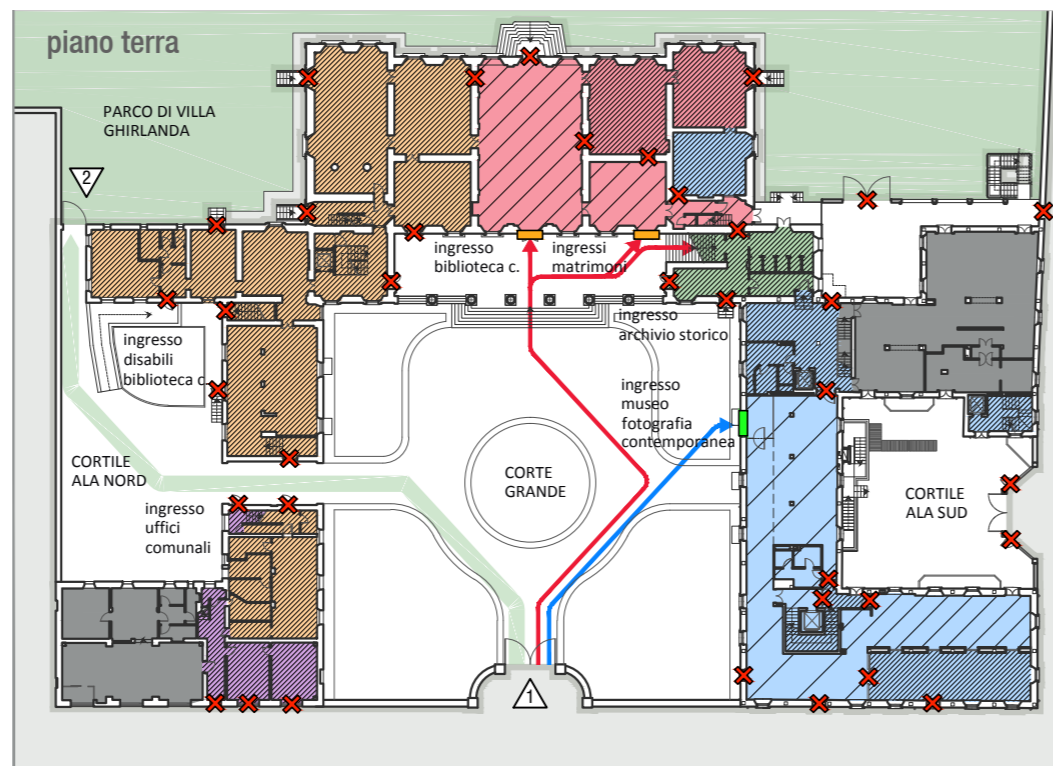 piano terra
PARCO DI VILLA
GHIRLANDA
2
ingresso
biblioteca c.
ingressi
matrimoni
ingresso
archivio storico
ingresso
disabili
biblioteca c.
ingresso
museo
fotografia
contemporanea
CORTILE
ALA NORD
CORTE
GRANDE
CORTILE
ALA SUD
ingresso
uffici
comunali
1